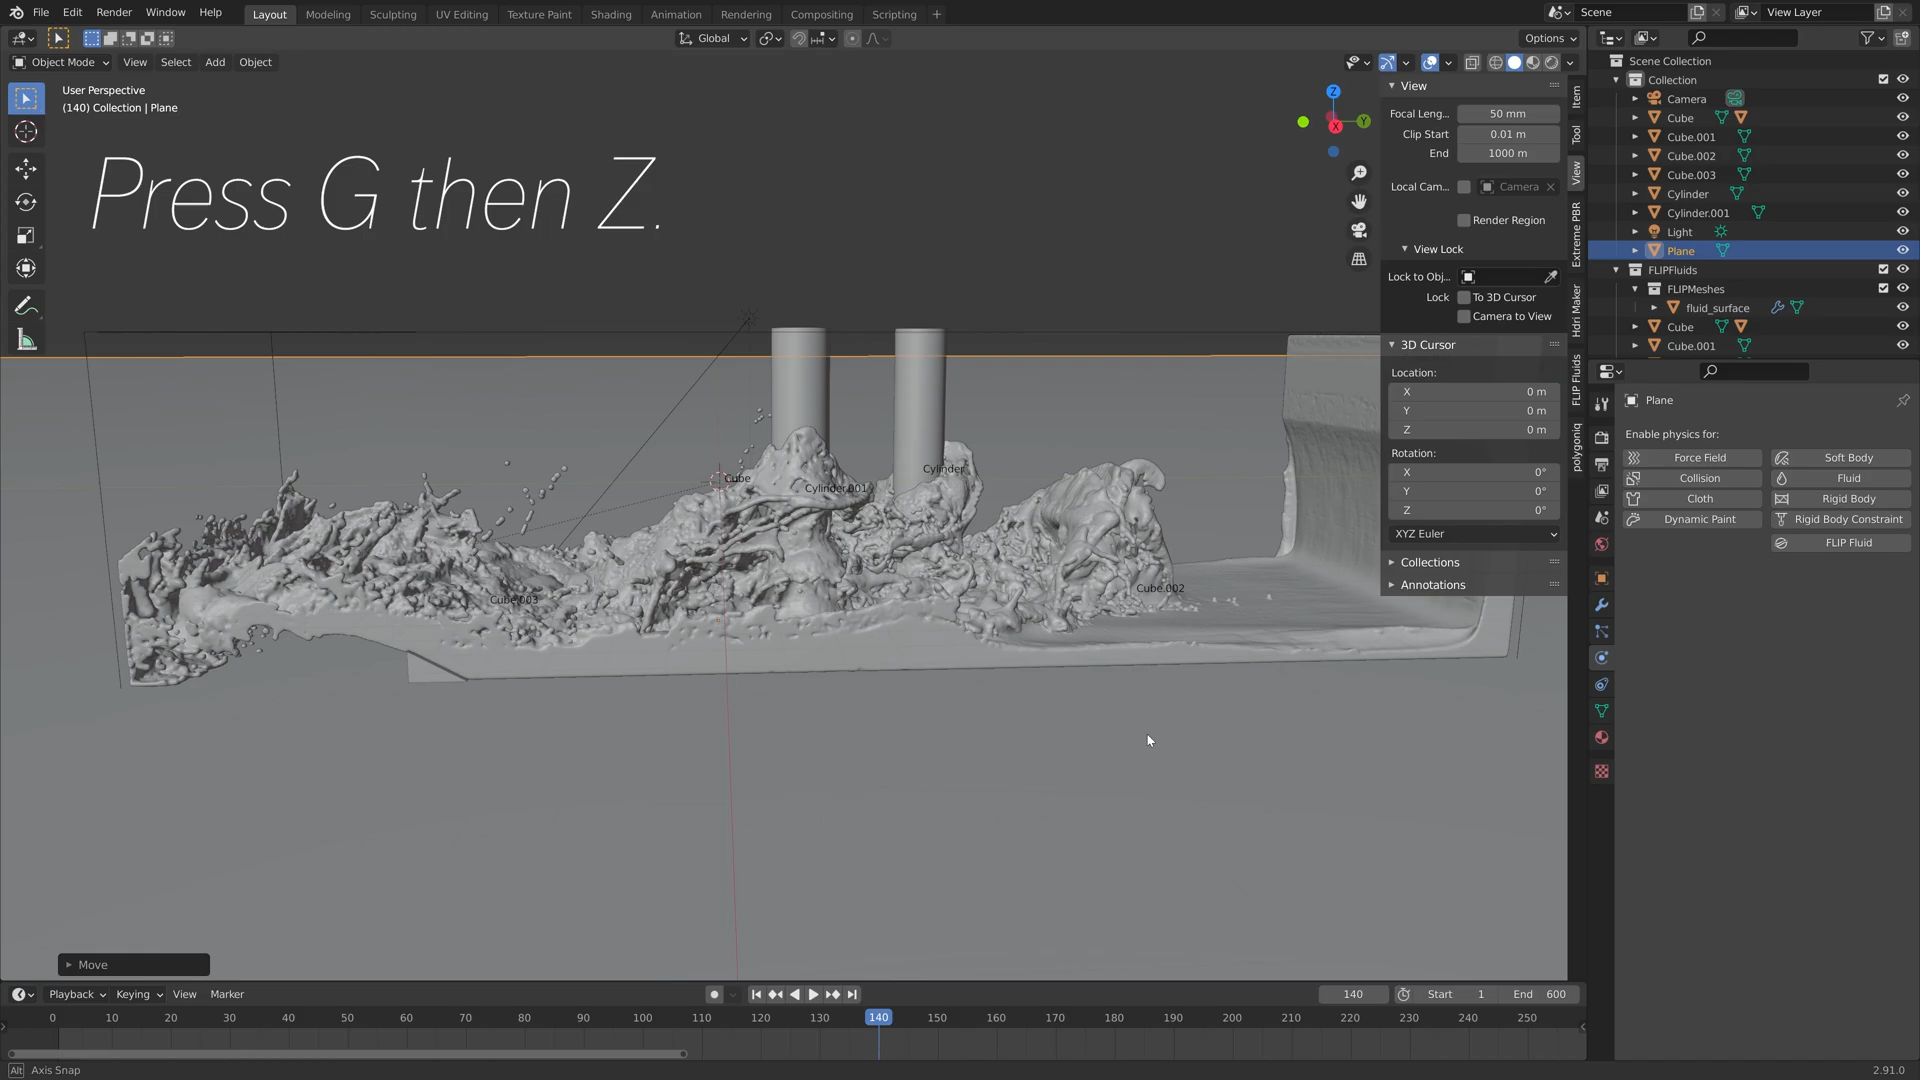 File Edit Render Window Help Layout Modeling Sculpting UV Editing Texture Paint Shading Animation Rendering Compositing Scripting + Scene View Layer
Global Options
Object Mode View Select Add Object
User Perspective
(140) Collection | Plane
Press G then Z.
Cube
Cylinder
Cylinder.001
Cube.002
Cube.003
Z
Y
X
View
Focal Leng... 50 mm
Clip Start 0.01 m
End 1000 m
Local Cam... Camera
Render Region
View Lock
Lock to Obj...
Lock To 3D Cursor
Camera to View
3D Cursor
Location:
X 0 m
Y 0 m
Z 0 m
Rotation:
X 0°
Y 0°
Z 0°
XYZ Euler
Collections
Annotations
Item
Tool
View
Extreme PBR
Hdri Maker
FLIP Fluids
polygoniq
Scene Collection
Collection
Camera
Cube
Cube.001
Cube.002
Cube.003
Cylinder
Cylinder.001
Light
Plane
FLIPFluids
FLIPMeshes
fluid_surface
Cube
Cube.001
Plane
Enable physics for:
Force Field Soft Body
Collision Fluid
Cloth Rigid Body
Dynamic Paint Rigid Body Constraint
FLIP Fluid
Move
Playback Keying View Marker 140 Start 1 End 600
0 10 20 30 40 50 60 70 80 90 100 110 120 130 140 150 160 170 180 190 200 210 220 230 240 250
Alt Axis Snap 2.91.0